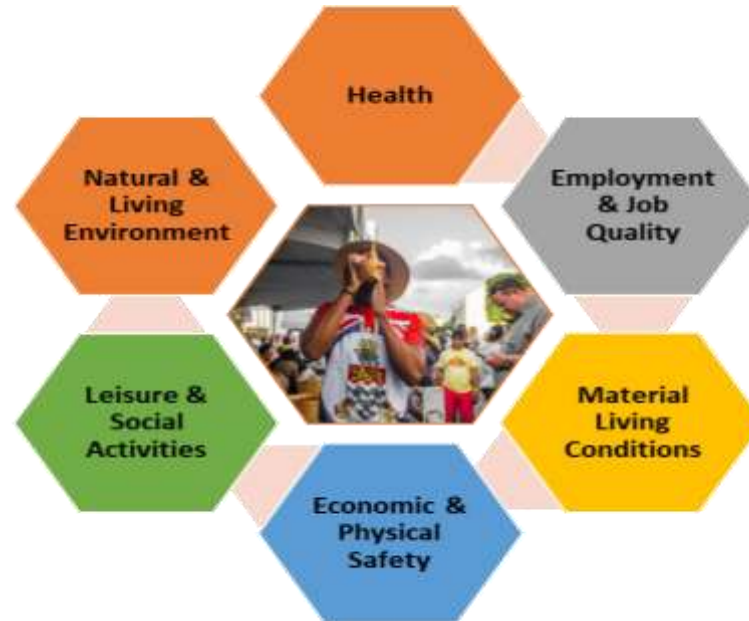 Health
Employment
& Job
Quality
Material
Living
Conditions
Economic &
Physical
Safety
Leisure &
Social
Activities
Natural &
Living
Environment